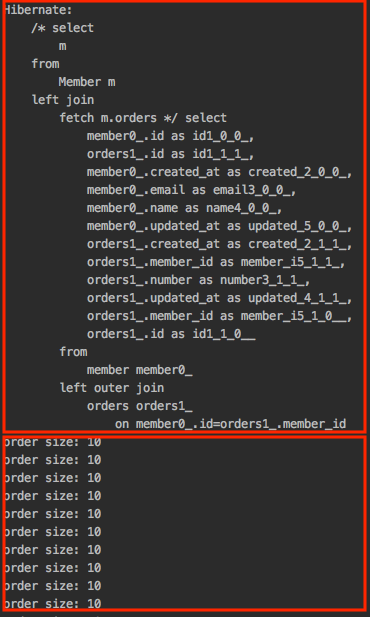 Hibernate:
/* select
m
from
Member m
left join
fetch m.orders */ select
member0_.id as id1_0_0_,
orders1_.id as id1_1_1_,
member0_.created_at as created_2_0_0_,
member0_.email as email3_0_0_,
member0_.name as name4_0_0_,
member0_.updated_at as updated_5_0_0_,
orders1_.created_at as created_2_1_1_,
orders1_.member_id as member_i5_1_1_,
orders1_.number as number3_1_1_,
orders1_.updated_at as updated_4_1_1_,
orders1_.member_id as member_i5_1_0__,
orders1_.id as id1_1_0__
from
member member0_
left outer join
orders orders1_
on member0_.id=orders1_.member_id
order size: 10
order size: 10
order size: 10
order size: 10
order size: 10
order size: 10
order size: 10
order size: 10
order size: 10
order size: 10